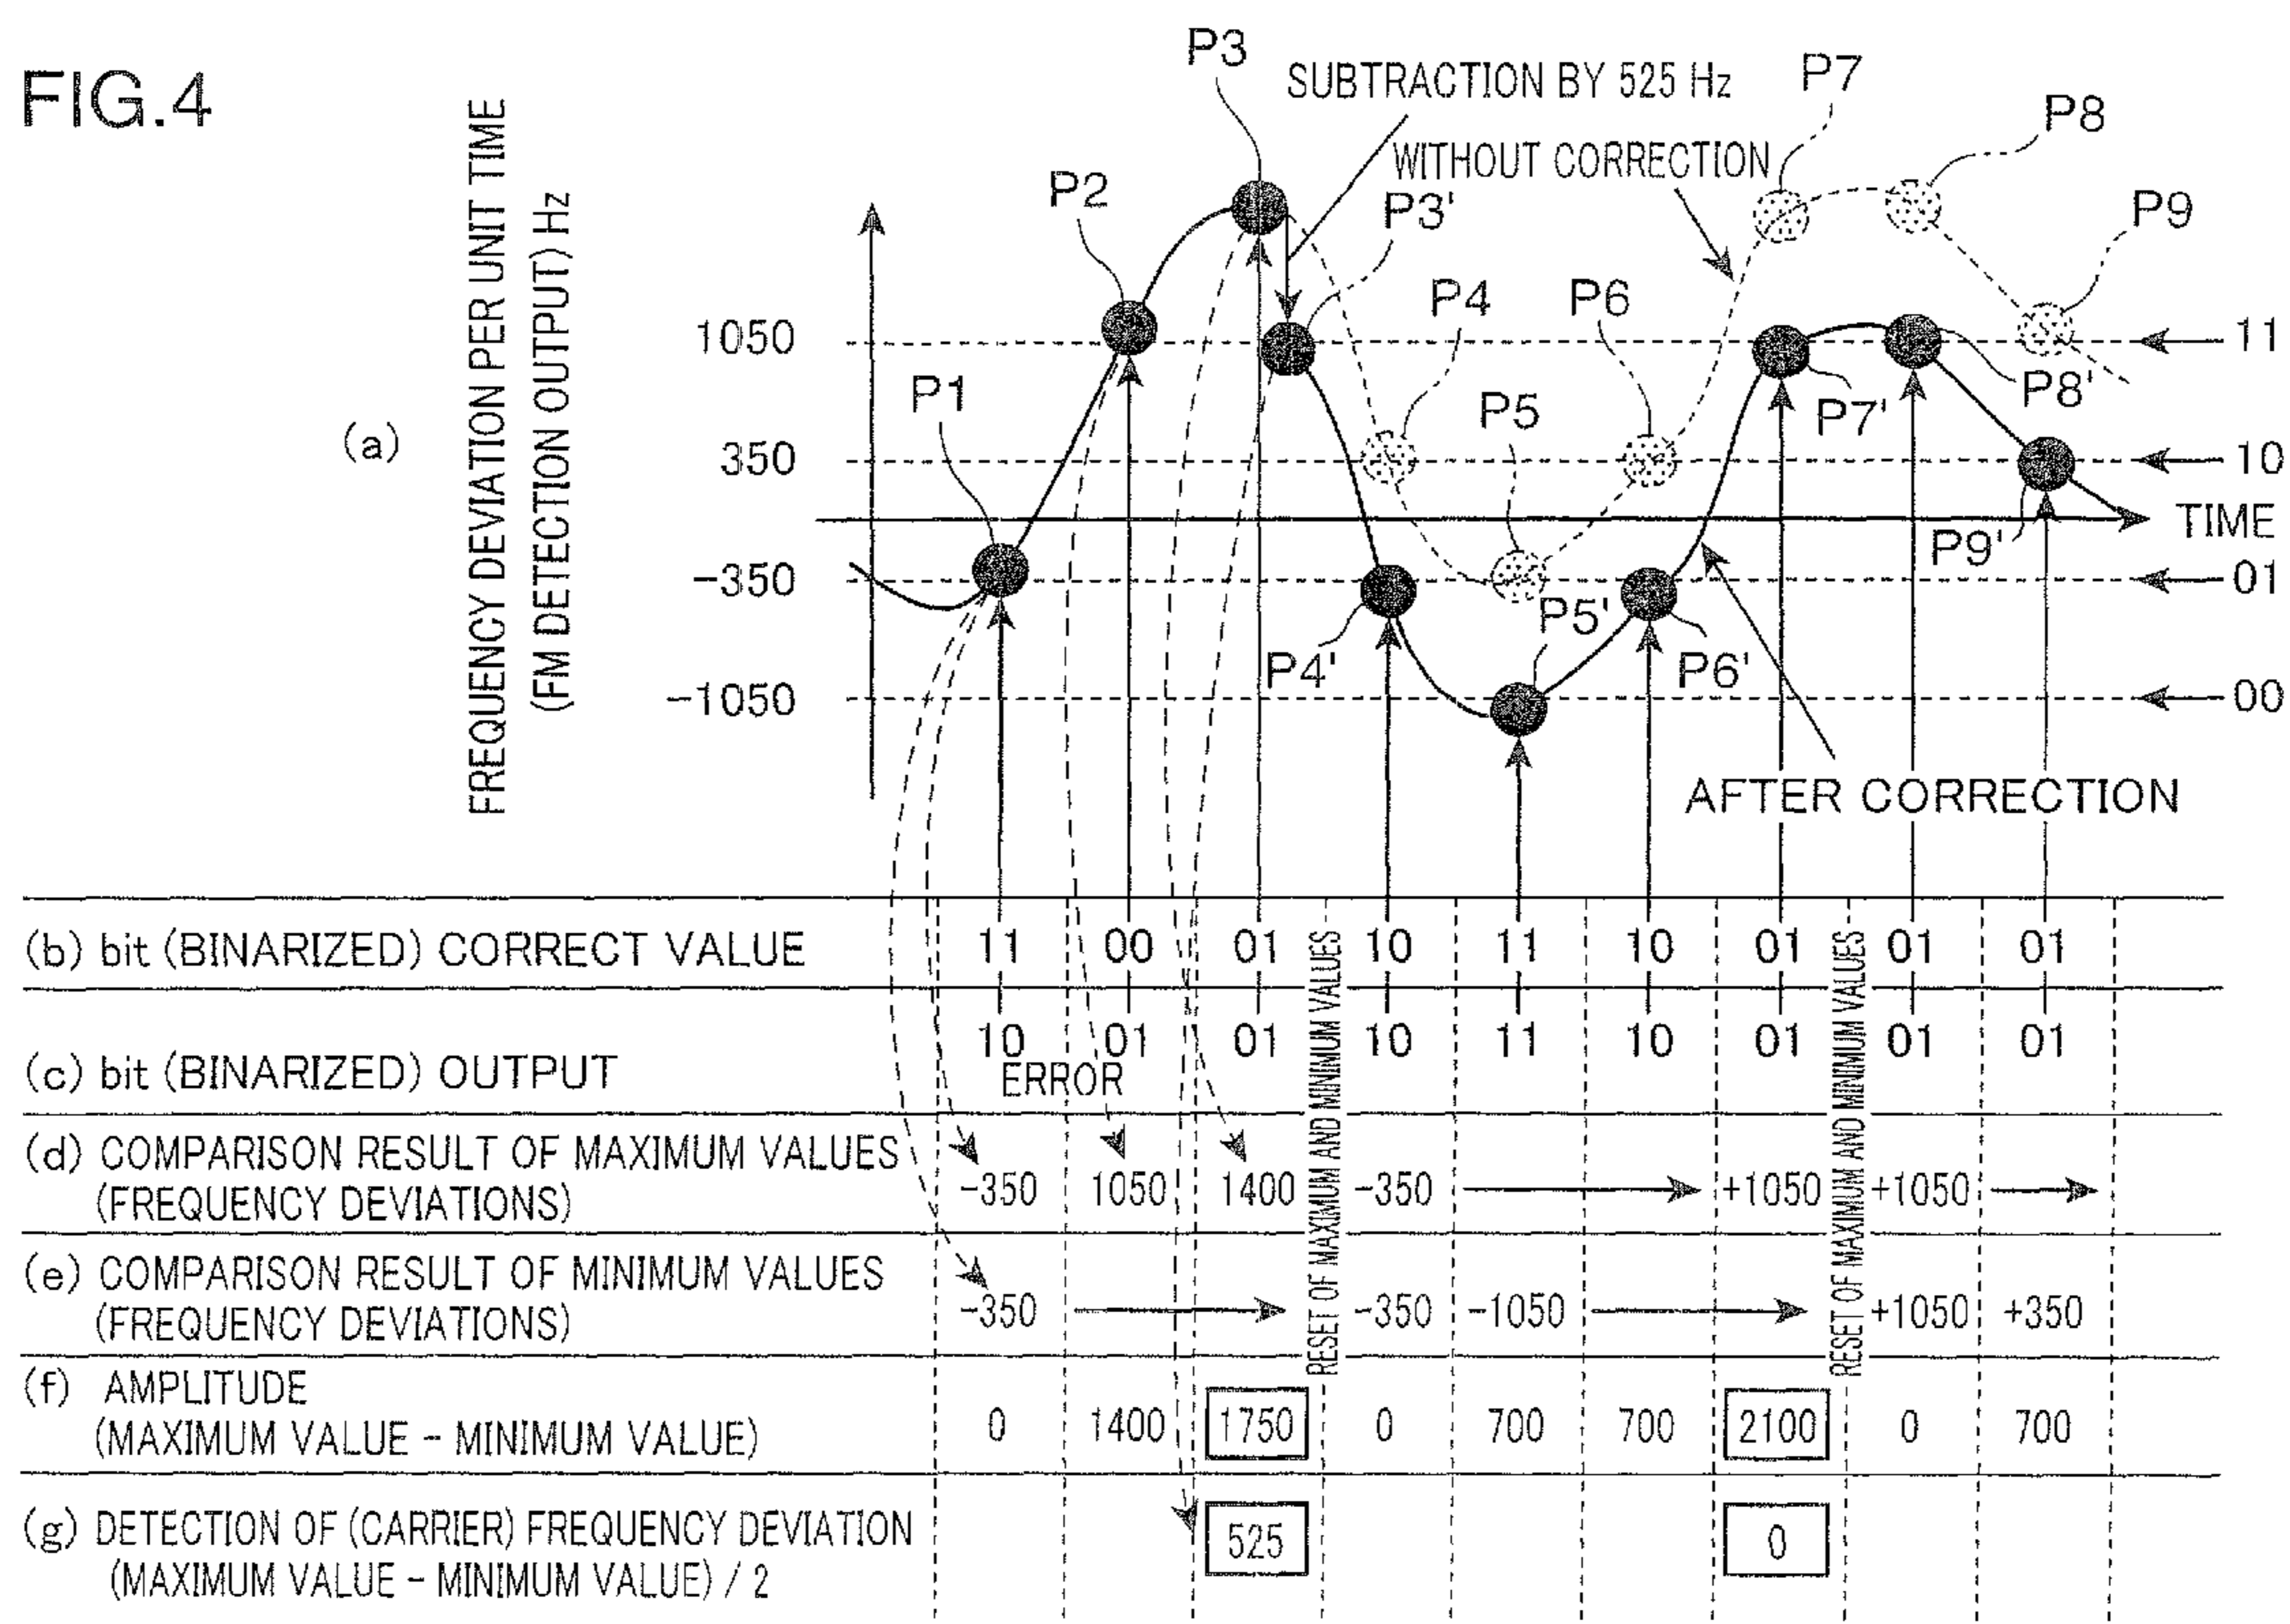 FIG.4
(a)
FREQUENCY DEVIATION PER UNIT TIME
(FM DETECTION OUTPUT) Hz
1050
350
-350
-1050
P1
P2
P3
SUBTRACTION BY 525 Hz
WITHOUT CORRECTION
P3'
P4
P5
P6
P7
P8
P9
P4'
P5'
P6'
P7'
P8'
P9'
11
10
TIME
01
00
AFTER CORRECTION
(b) bit (BINARIZED) CORRECT VALUE
11 00 01 10 11 10 01 01 01
(c) bit (BINARIZED) OUTPUT
10 01 01 10 11 10 01 01 01
ERROR
RESET OF MAXIMUM AND MINIMUM VALUES
RESET OF MAXIMUM AND MINIMUM VALUES
(d) COMPARISON RESULT OF MAXIMUM VALUES
(FREQUENCY DEVIATIONS)
-350 1050 1400 -350 +1050 +1050
(e) COMPARISON RESULT OF MINIMUM VALUES
(FREQUENCY DEVIATIONS)
-350 -350 -1050 +1050 +350
(f) AMPLITUDE
(MAXIMUM VALUE - MINIMUM VALUE)
0 1400 1750 0 700 700 2100 0 700
(g) DETECTION OF (CARRIER) FREQUENCY DEVIATION
(MAXIMUM VALUE - MINIMUM VALUE) / 2
525 0